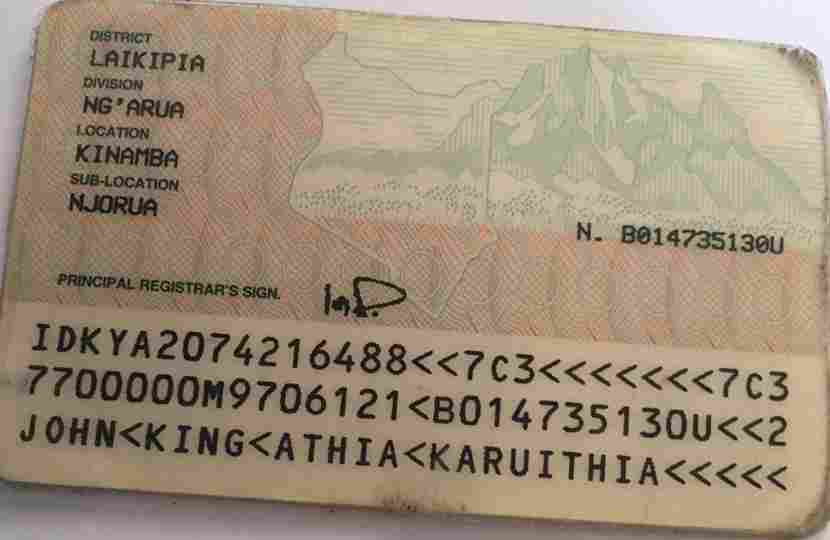 DISTRICT
LAIKIPIA
DIVISION
NG'ARUA
LOCATION
KINAMBA
SUB-LOCATION
NJORUA
N. B014735130U
PRINCIPAL REGISTRAR'S SIGN.
IDKYA2074216488<<7C3<<<<<<<7C3
7700000M9706121<B014735130U<<2
JOHN<KING<ATHIA<KARUITHIA<<<<<